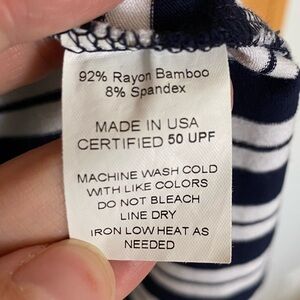 92% Rayon Bamboo
8% Spandex
MADE IN USA
CERTIFIED 50 UPF
MACHINE WASH COLD
WITH LIKE COLORS
DO NOT BLEACH
LINE DRY
IRON LOW HEAT AS
NEEDED